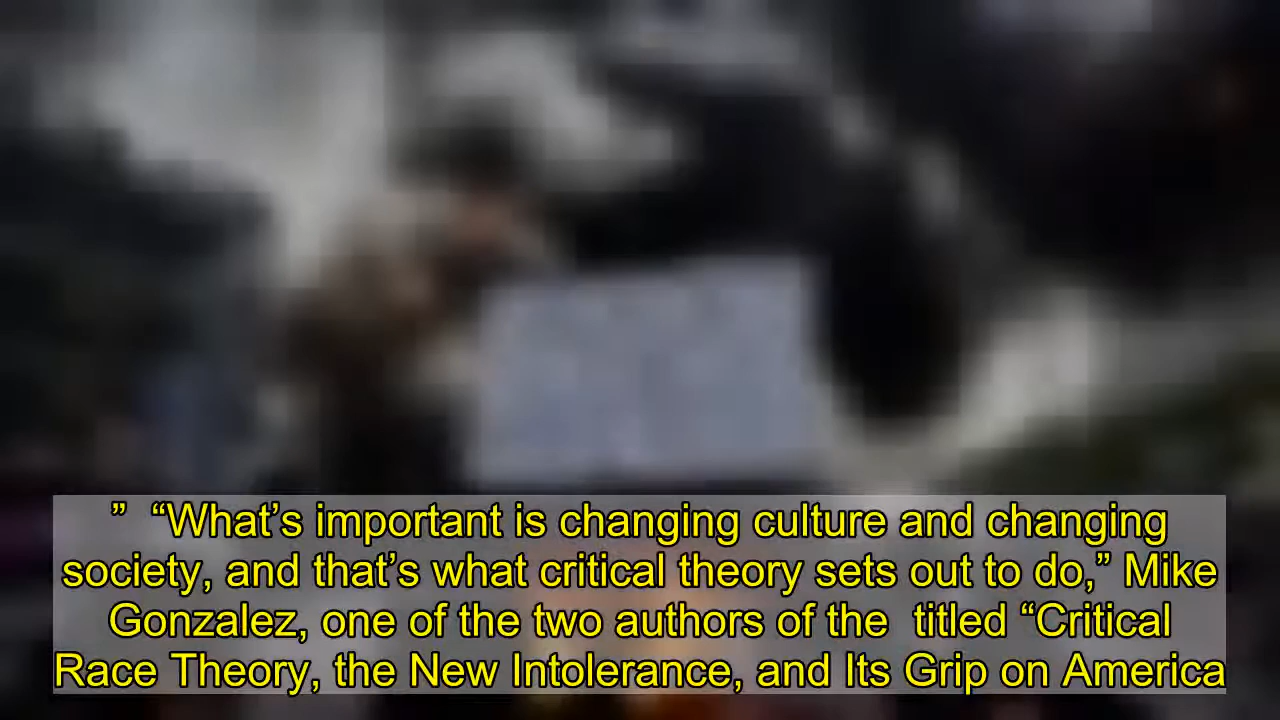 ”  “What’s important is changing culture and changing
society, and that’s what critical theory sets out to do,” Mike
Gonzalez, one of the two authors of the  titled “Critical
Race Theory, the New Intolerance, and Its Grip on America